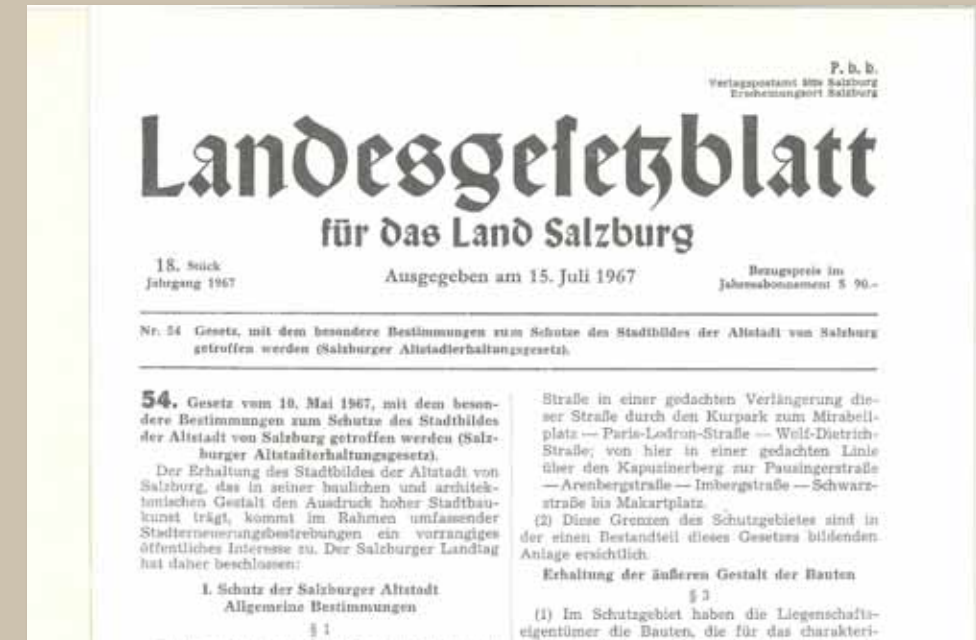 P. b. b.
Verlagspostamt 5020 Salzburg
Erscheinungsort Salzburg
Landesgesetzblatt
für das Land Salzburg
18. Stück
Jahrgang 1967
Ausgegeben am 15. Juli 1967
Bezugspreis im
Jahresabonnement S 90.–
Nr. 54 Gesetz, mit dem besondere Bestimmungen zum Schutze des Stadtbildes der Altstadt von Salzburg
getroffen werden (Salzburger Altstadterhaltungsgesetz).
54. Gesetz vom 10. Mai 1967, mit dem beson-
dere Bestimmungen zum Schutze des Stadtbildes
der Altstadt von Salzburg getroffen werden (Salz-
burger Altstadterhaltungsgesetz).
Der Erhaltung des Stadtbildes der Altstadt von
Salzburg, das in seiner baulichen und architek-
tonischen Gestalt den Ausdruck hoher Stadtbau-
kunst trägt, kommt im Rahmen umfassender
Stadterneuerungsbestrebungen ein vorrangiges
öffentliches Interesse zu. Der Salzburger Landtag
hat daher beschlossen:
I. Schutz der Salzburger Altstadt
Allgemeine Bestimmungen
§ 1
Straße in einer gedachten Verlängerung die-
ser Straße durch den Kurpark zum Mirabell-
platz — Paris-Lodron-Straße — Wolf-Dietrich-
Straße; von hier in einer gedachten Linie
über den Kapuzinerberg zur Pausingerstraße
— Arenbergstraße — Imbergstraße — Schwarz-
straße bis Makartplatz.
(2) Diese Grenzen des Schutzgebietes sind in
der einen Bestandteil dieses Gesetzes bildenden
Anlage ersichtlich.
Erhaltung der äußeren Gestalt der Bauten
§ 3
(1) Im Schutzgebiet haben die Liegenschafts-
eigentümer die Bauten, die für das charakteri-